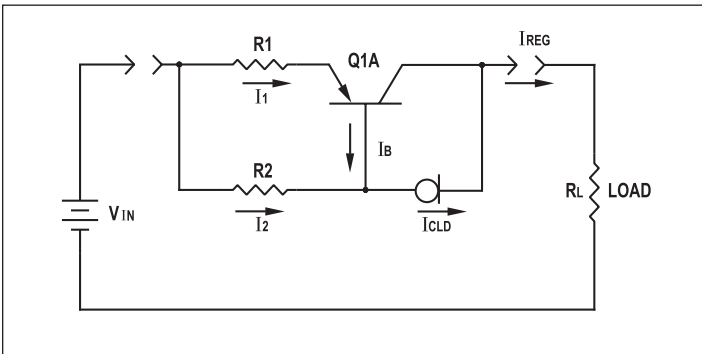 IREG
R1
Q1A
I1
IB
R2
VIN
I2
ICLD
RL LOAD